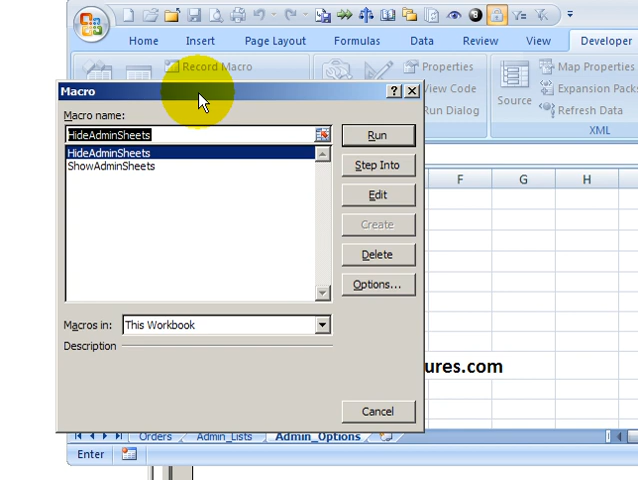 Home Insert Page Layout Formulas Data Review View Developer
Record Macro
Properties
View Code
Run Dialog
Source
Map Properties
Expansion Packs
Refresh Data
XML
Macro
Macro name:
HideAdminSheets
HideAdminSheets
ShowAdminSheets
Run
Step Into
Edit
Create
Delete
Options...
Macros in: This Workbook
Description
Cancel
F G H
ures.com
Orders Admin_Lists Admin_Options
Enter